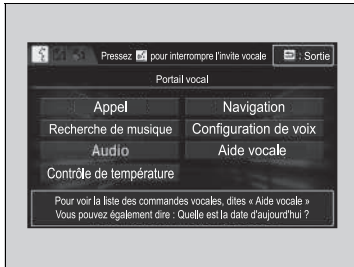 Pressez pour interrompre l'invite vocale : Sortie
Portail vocal
Appel Navigation
Recherche de musique Configuration de voix
Audio Aide vocale
Contrôle de température
Pour voir la liste des commandes vocales, dites « Aide vocale »
Vous pouvez également dire : Quelle est la date d'aujourd'hui ?